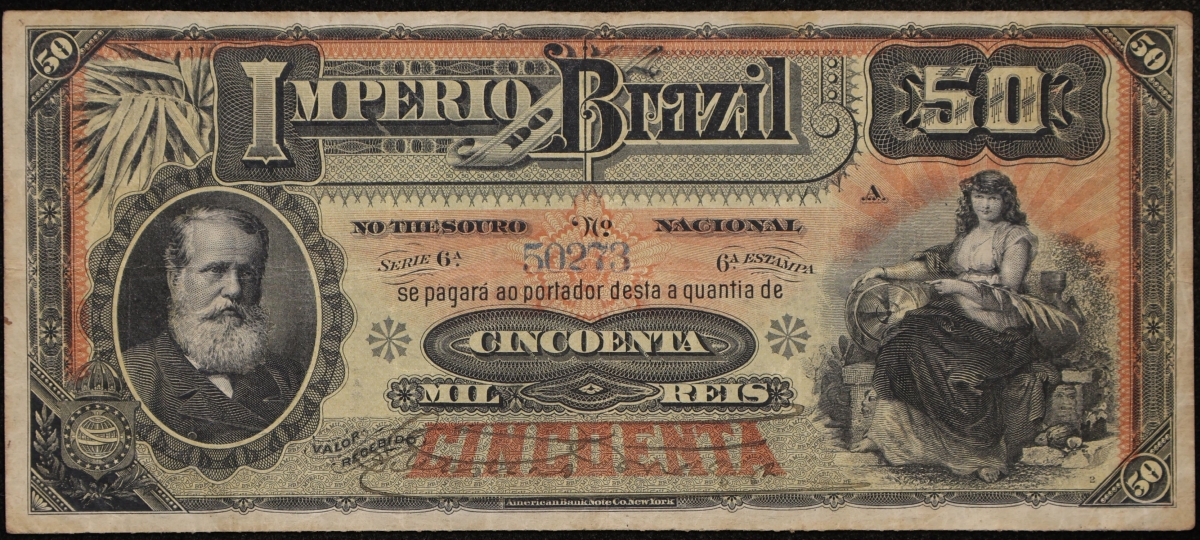 50
50
IMPERIO DO BRAZIL
50
A
NO THESOURO No. NACIONAL
SERIE 6A.
50273
6A. ESTAMPA
se pagará ao portador desta a quantia de
CINCOENTA
MIL REIS
VALOR RECEBIDO
CINCOENTA
American Bank Note Co. New York
2
50
50